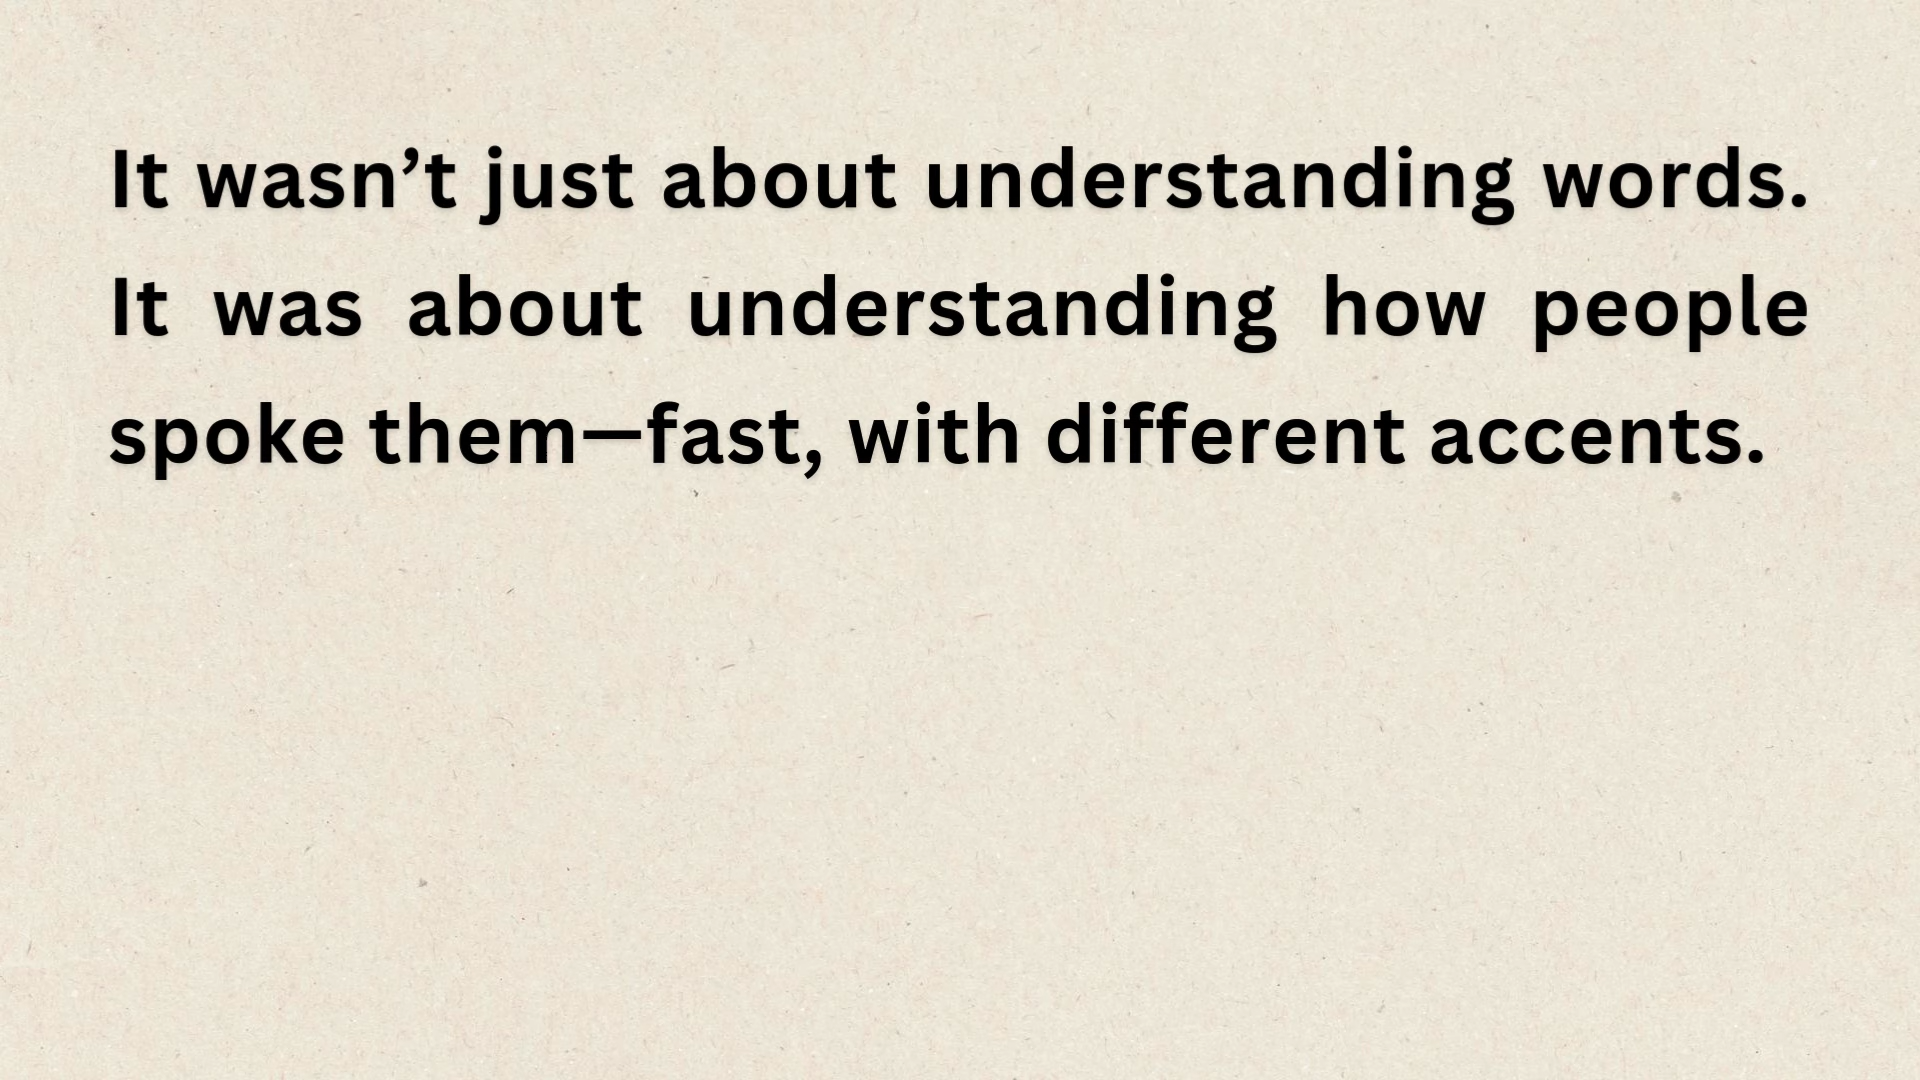 It wasn’t just about understanding words.
It was about understanding how people
spoke them—fast, with different accents.